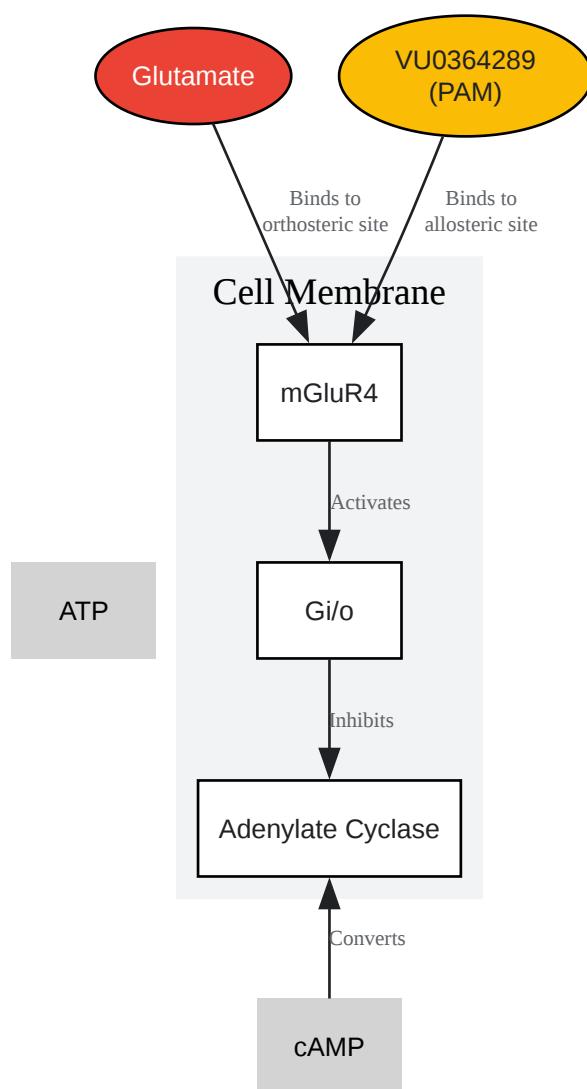 Glutamate
VU0364289
(PAM)
Binds to
orthosteric site
Binds to
allosteric site
Cell Membrane
mGluR4
Activates
ATP
Gi/o
Inhibits
Adenylate Cyclase
Converts
cAMP